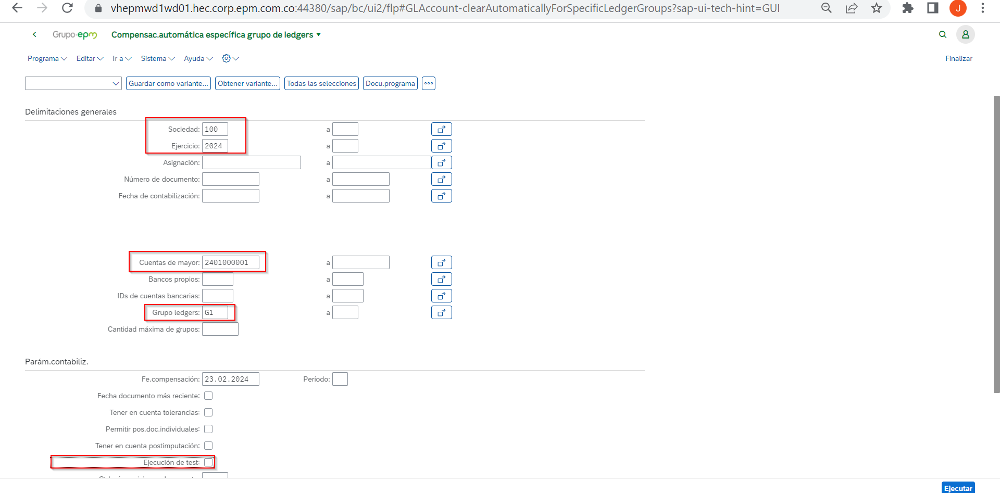 vhepmwd1wd01.hec.corp.epm.com.co:44380/sap/bc/ui2/flp#GLAccount-clearAutomaticallyForSpecificLedgerGroups?sap-ui-tech-hint=GUI
J
Grupo·epm Compensac.automática específica grupo de ledgers
Programa Editar Ir a Sistema Ayuda Finalizar
Guardar como variante... Obtener variante... Todas las selecciones Docu.programa
Delimitaciones generales
Sociedad: 100 a
Ejercicio: 2024 a
Asignación: a
Número de documento: a
Fecha de contabilización: a
Cuentas de mayor: 2401000001 a
Bancos propios: a
IDs de cuentas bancarias: a
Grupo ledgers: G1 a
Cantidad máxima de grupos:
Parám.contabiliz.
Fe.compensación: 23.02.2024 Período:
Fecha documento más reciente:
Tener en cuenta tolerancias:
Permitir pos.doc.individuales:
Tener en cuenta postimputación:
Ejecución de test:
Ejecutar